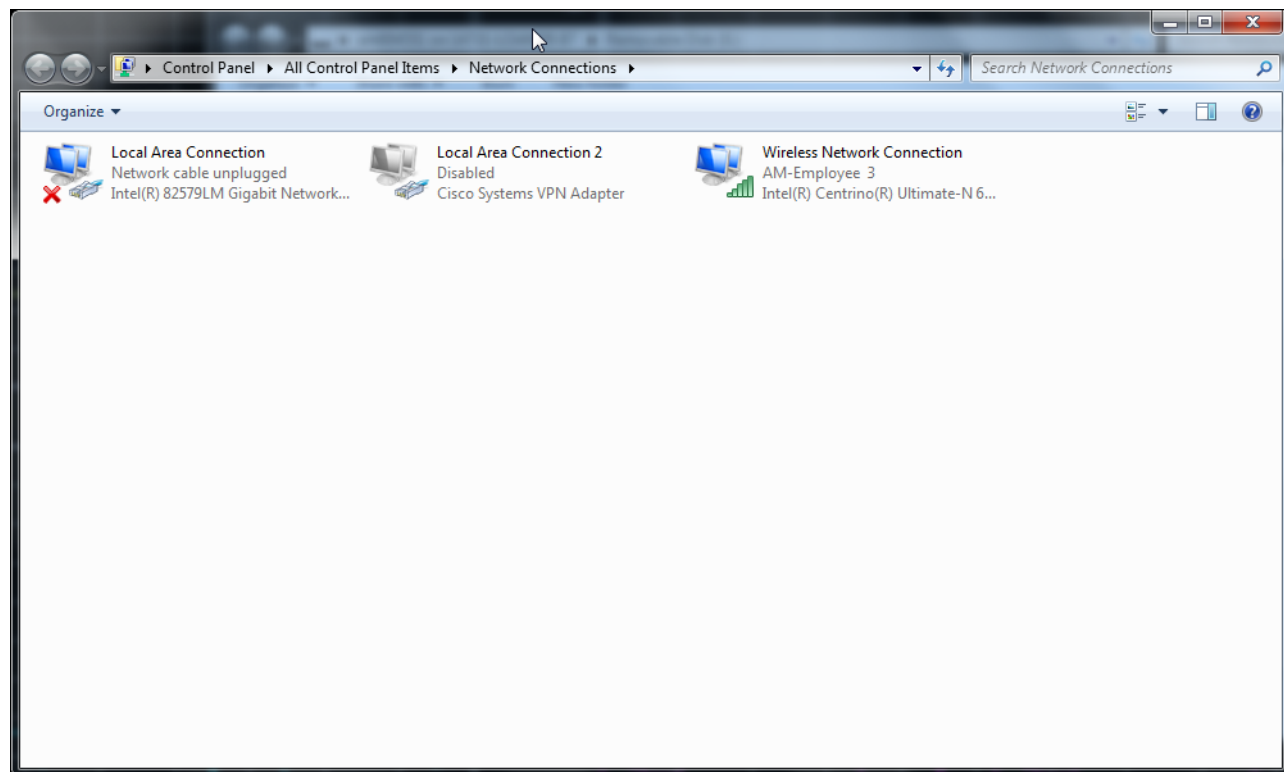 Control Panel ▸ All Control Panel Items ▸ Network Connections ▸
Search Network Connections
Organize
Local Area Connection
Network cable unplugged
Intel(R) 82579LM Gigabit Network...
Local Area Connection 2
Disabled
Cisco Systems VPN Adapter
Wireless Network Connection
AM-Employee 3
Intel(R) Centrino(R) Ultimate-N 6...